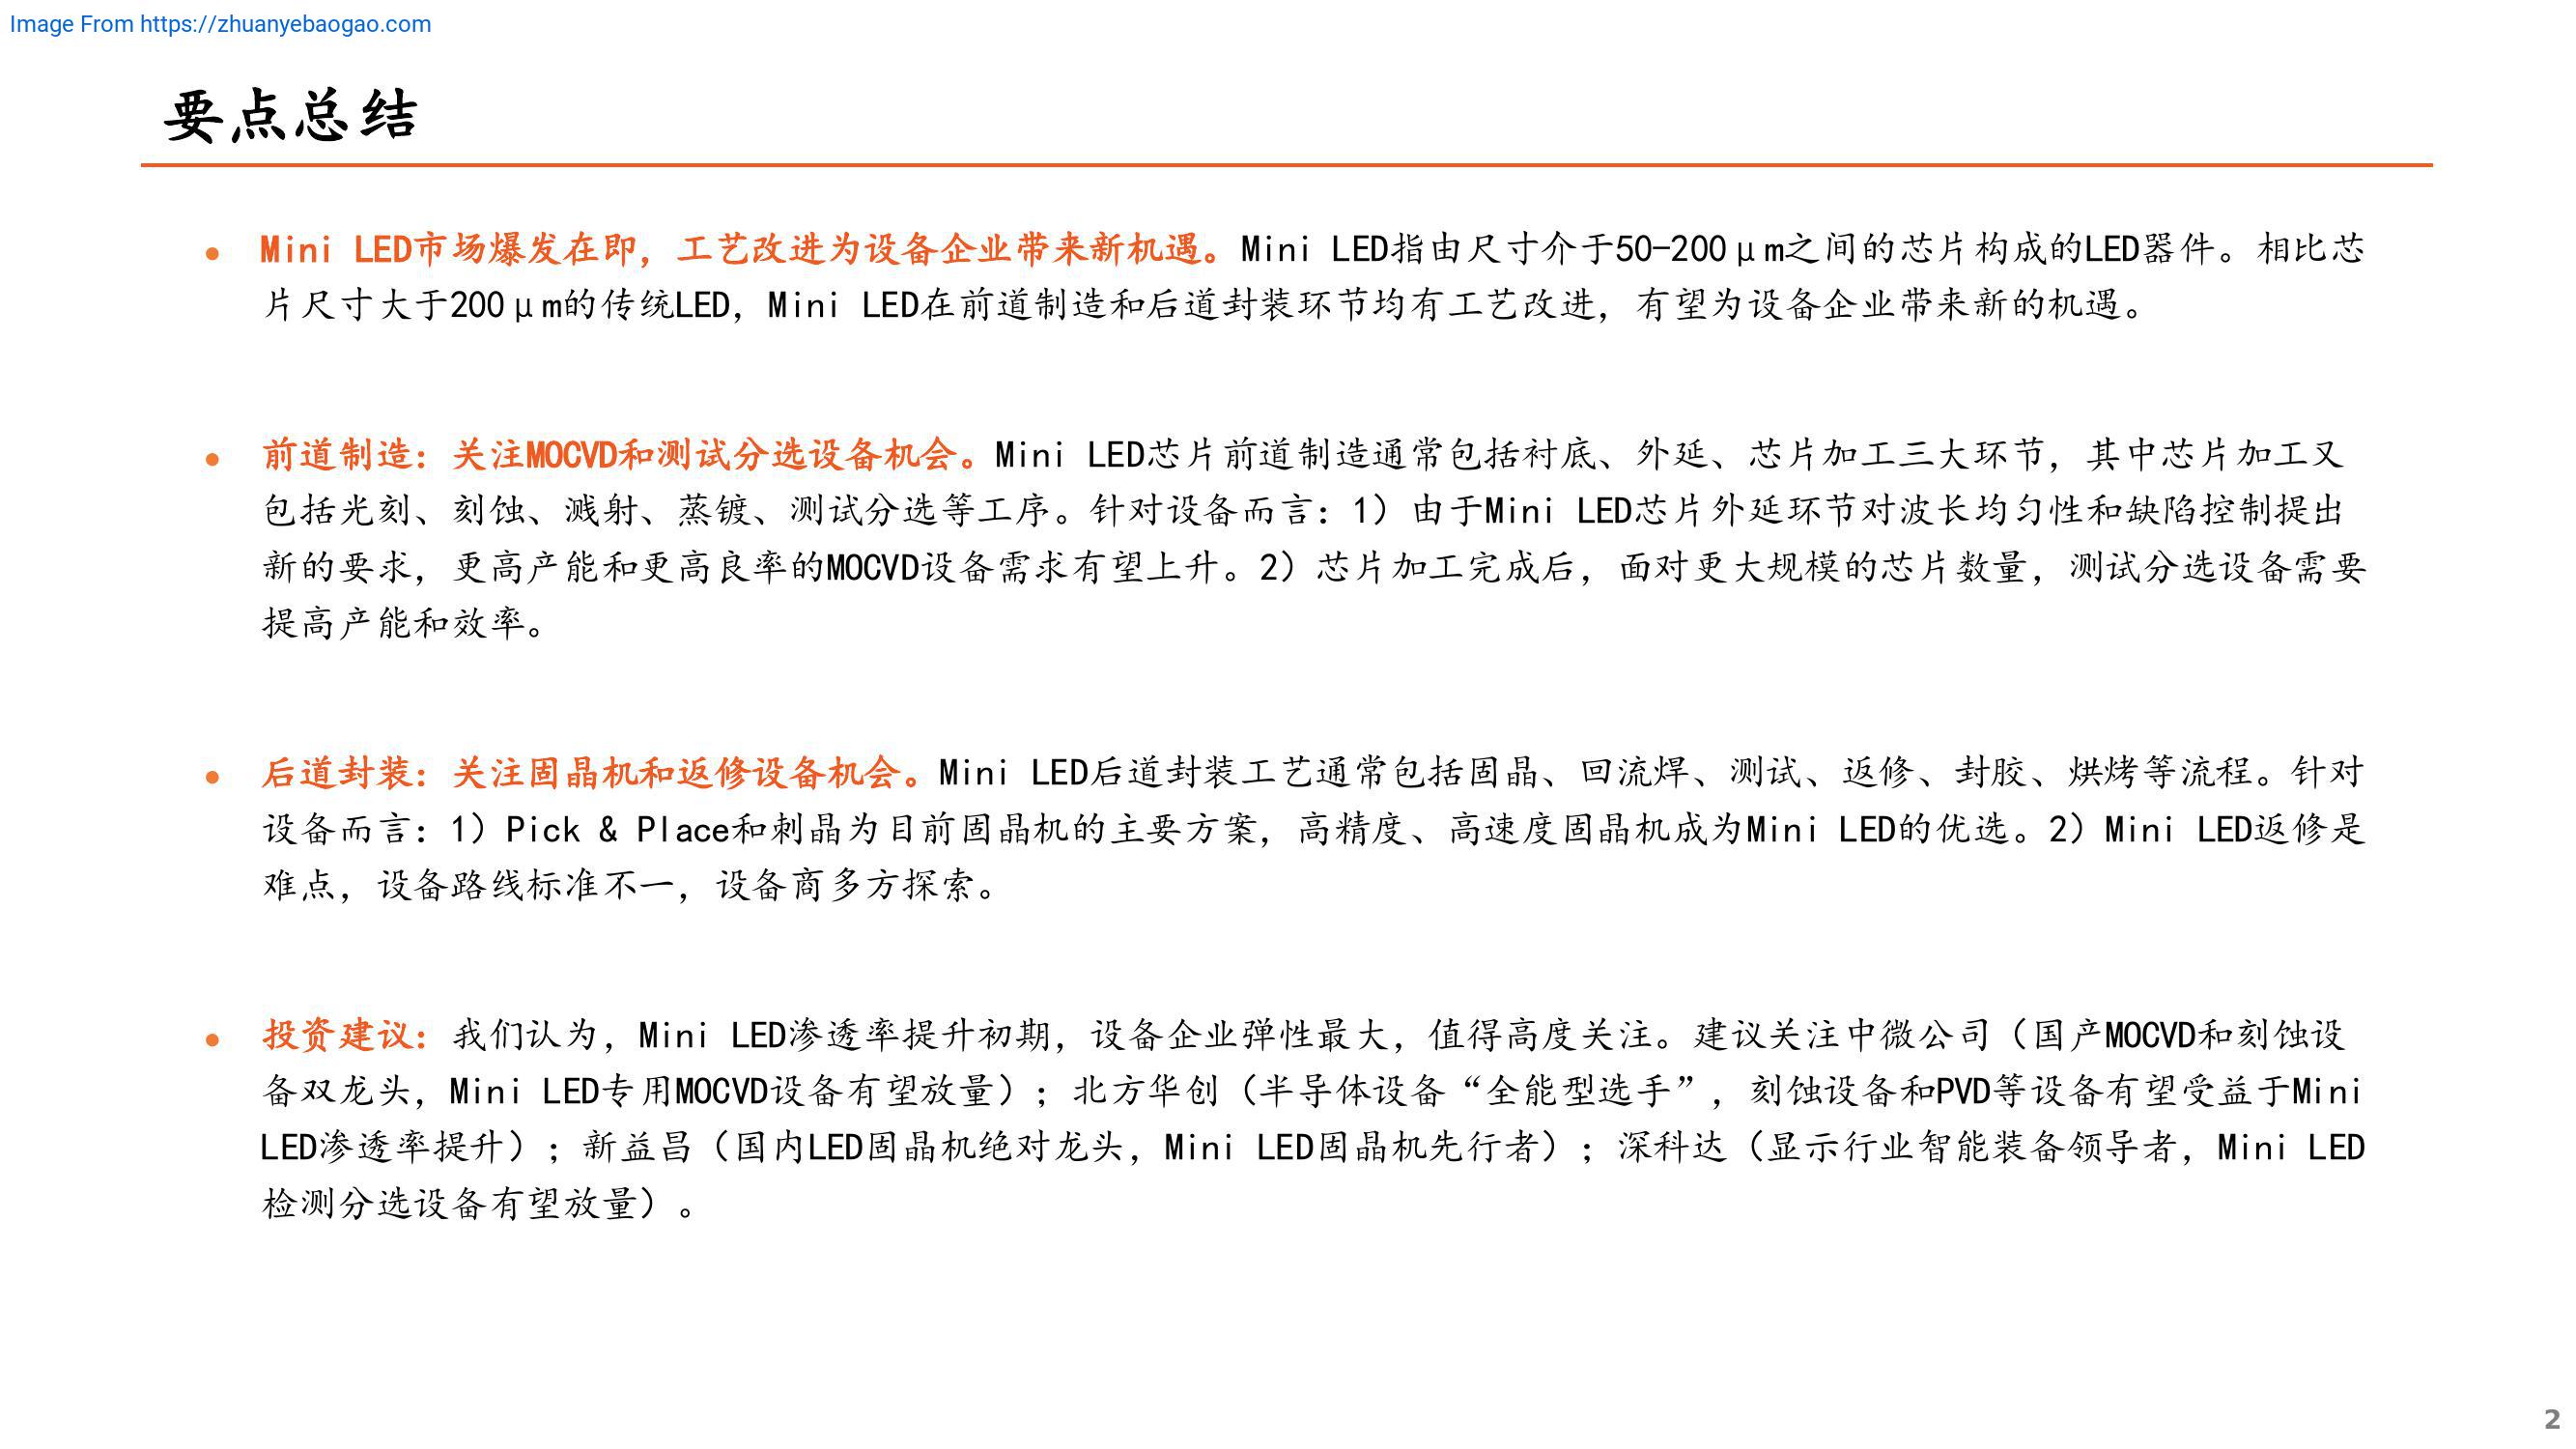 Image From https://zhuanyebaogao.com
要点总结
● Mini LED市场爆发在即，工艺改进为设备企业带来新机遇。Mini LED指由尺寸介于50-200μm之间的芯片构成的LED器件。相比芯
片尺寸大于200μm的传统LED，Mini LED在前道制造和后道封装环节均有工艺改进，有望为设备企业带来新的机遇。
● 前道制造：关注MOCVD和测试分选设备机会。Mini LED芯片前道制造通常包括衬底、外延、芯片加工三大环节，其中芯片加工又
包括光刻、刻蚀、溅射、蒸镀、测试分选等工序。针对设备而言：1）由于Mini LED芯片外延环节对波长均匀性和缺陷控制提出
新的要求，更高产能和更高良率的MOCVD设备需求有望上升。2）芯片加工完成后，面对更大规模的芯片数量，测试分选设备需要
提高产能和效率。
● 后道封装：关注固晶机和返修设备机会。Mini LED后道封装工艺通常包括固晶、回流焊、测试、返修、封胶、烘烤等流程。针对
设备而言：1）Pick & Place和刺晶为目前固晶机的主要方案，高精度、高速度固晶机成为Mini LED的优选。2）Mini LED返修是
难点，设备路线标准不一，设备商多方探索。
● 投资建议：我们认为，Mini LED渗透率提升初期，设备企业弹性最大，值得高度关注。建议关注中微公司（国产MOCVD和刻蚀设
备双龙头，Mini LED专用MOCVD设备有望放量）；北方华创（半导体设备“全能型选手”，刻蚀设备和PVD等设备有望受益于Mini
LED渗透率提升）；新益昌（国内LED固晶机绝对龙头，Mini LED固晶机先行者）；深科达（显示行业智能装备领导者，Mini LED
检测分选设备有望放量）。
2